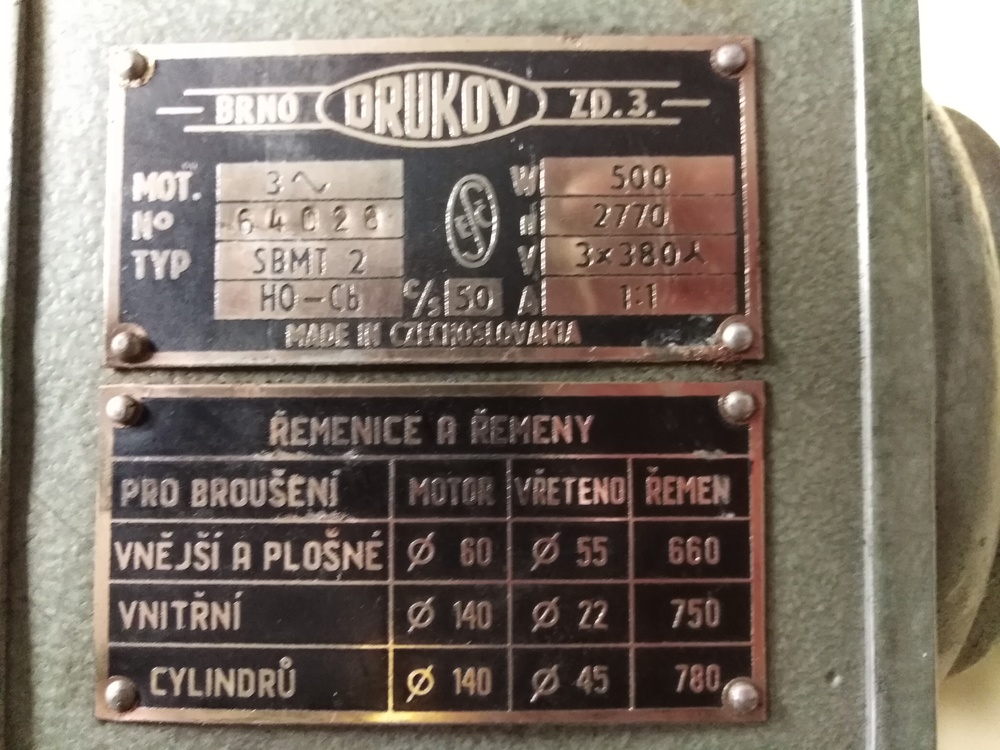 BRNO DRUKOV ZD.3.
MOT. 3~ W 500
No 64028 n 2770
TYP SBMT 2 V 3×380 ⅄
HO-Cb C/S 50 A 1:1
MADE IN CZECHOSLOVAKIA
ŘEMENICE A ŘEMENY
PRO BROUŠENÍ MOTOR VŘETENO ŘEMEN
VNĚJŠÍ A PLOŠNÉ Ø 60 Ø 55 660
VNITŘNÍ Ø 140 Ø 22 750
CYLINDRŮ Ø 140 Ø 45 780